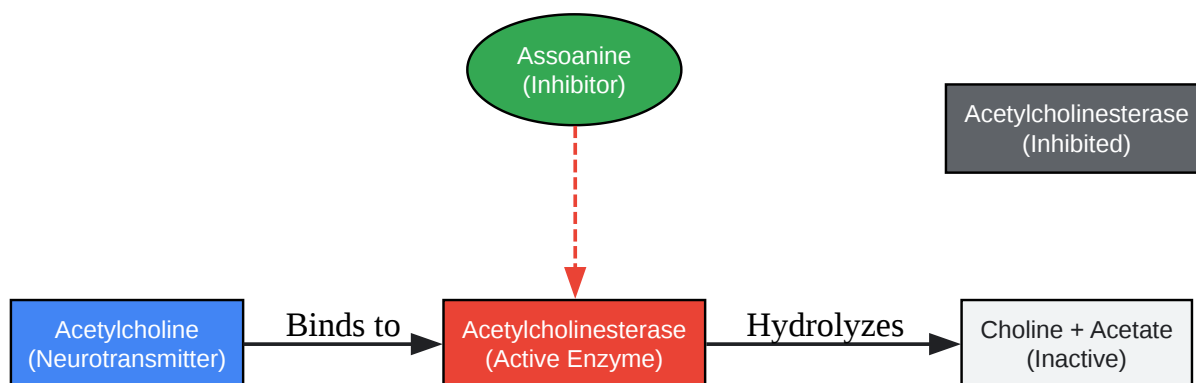 Assoanine
(Inhibitor)
Acetylcholinesterase
(Inhibited)
Acetylcholine
(Neurotransmitter)
Binds to
Acetylcholinesterase
(Active Enzyme)
Hydrolyzes
Choline + Acetate
(Inactive)